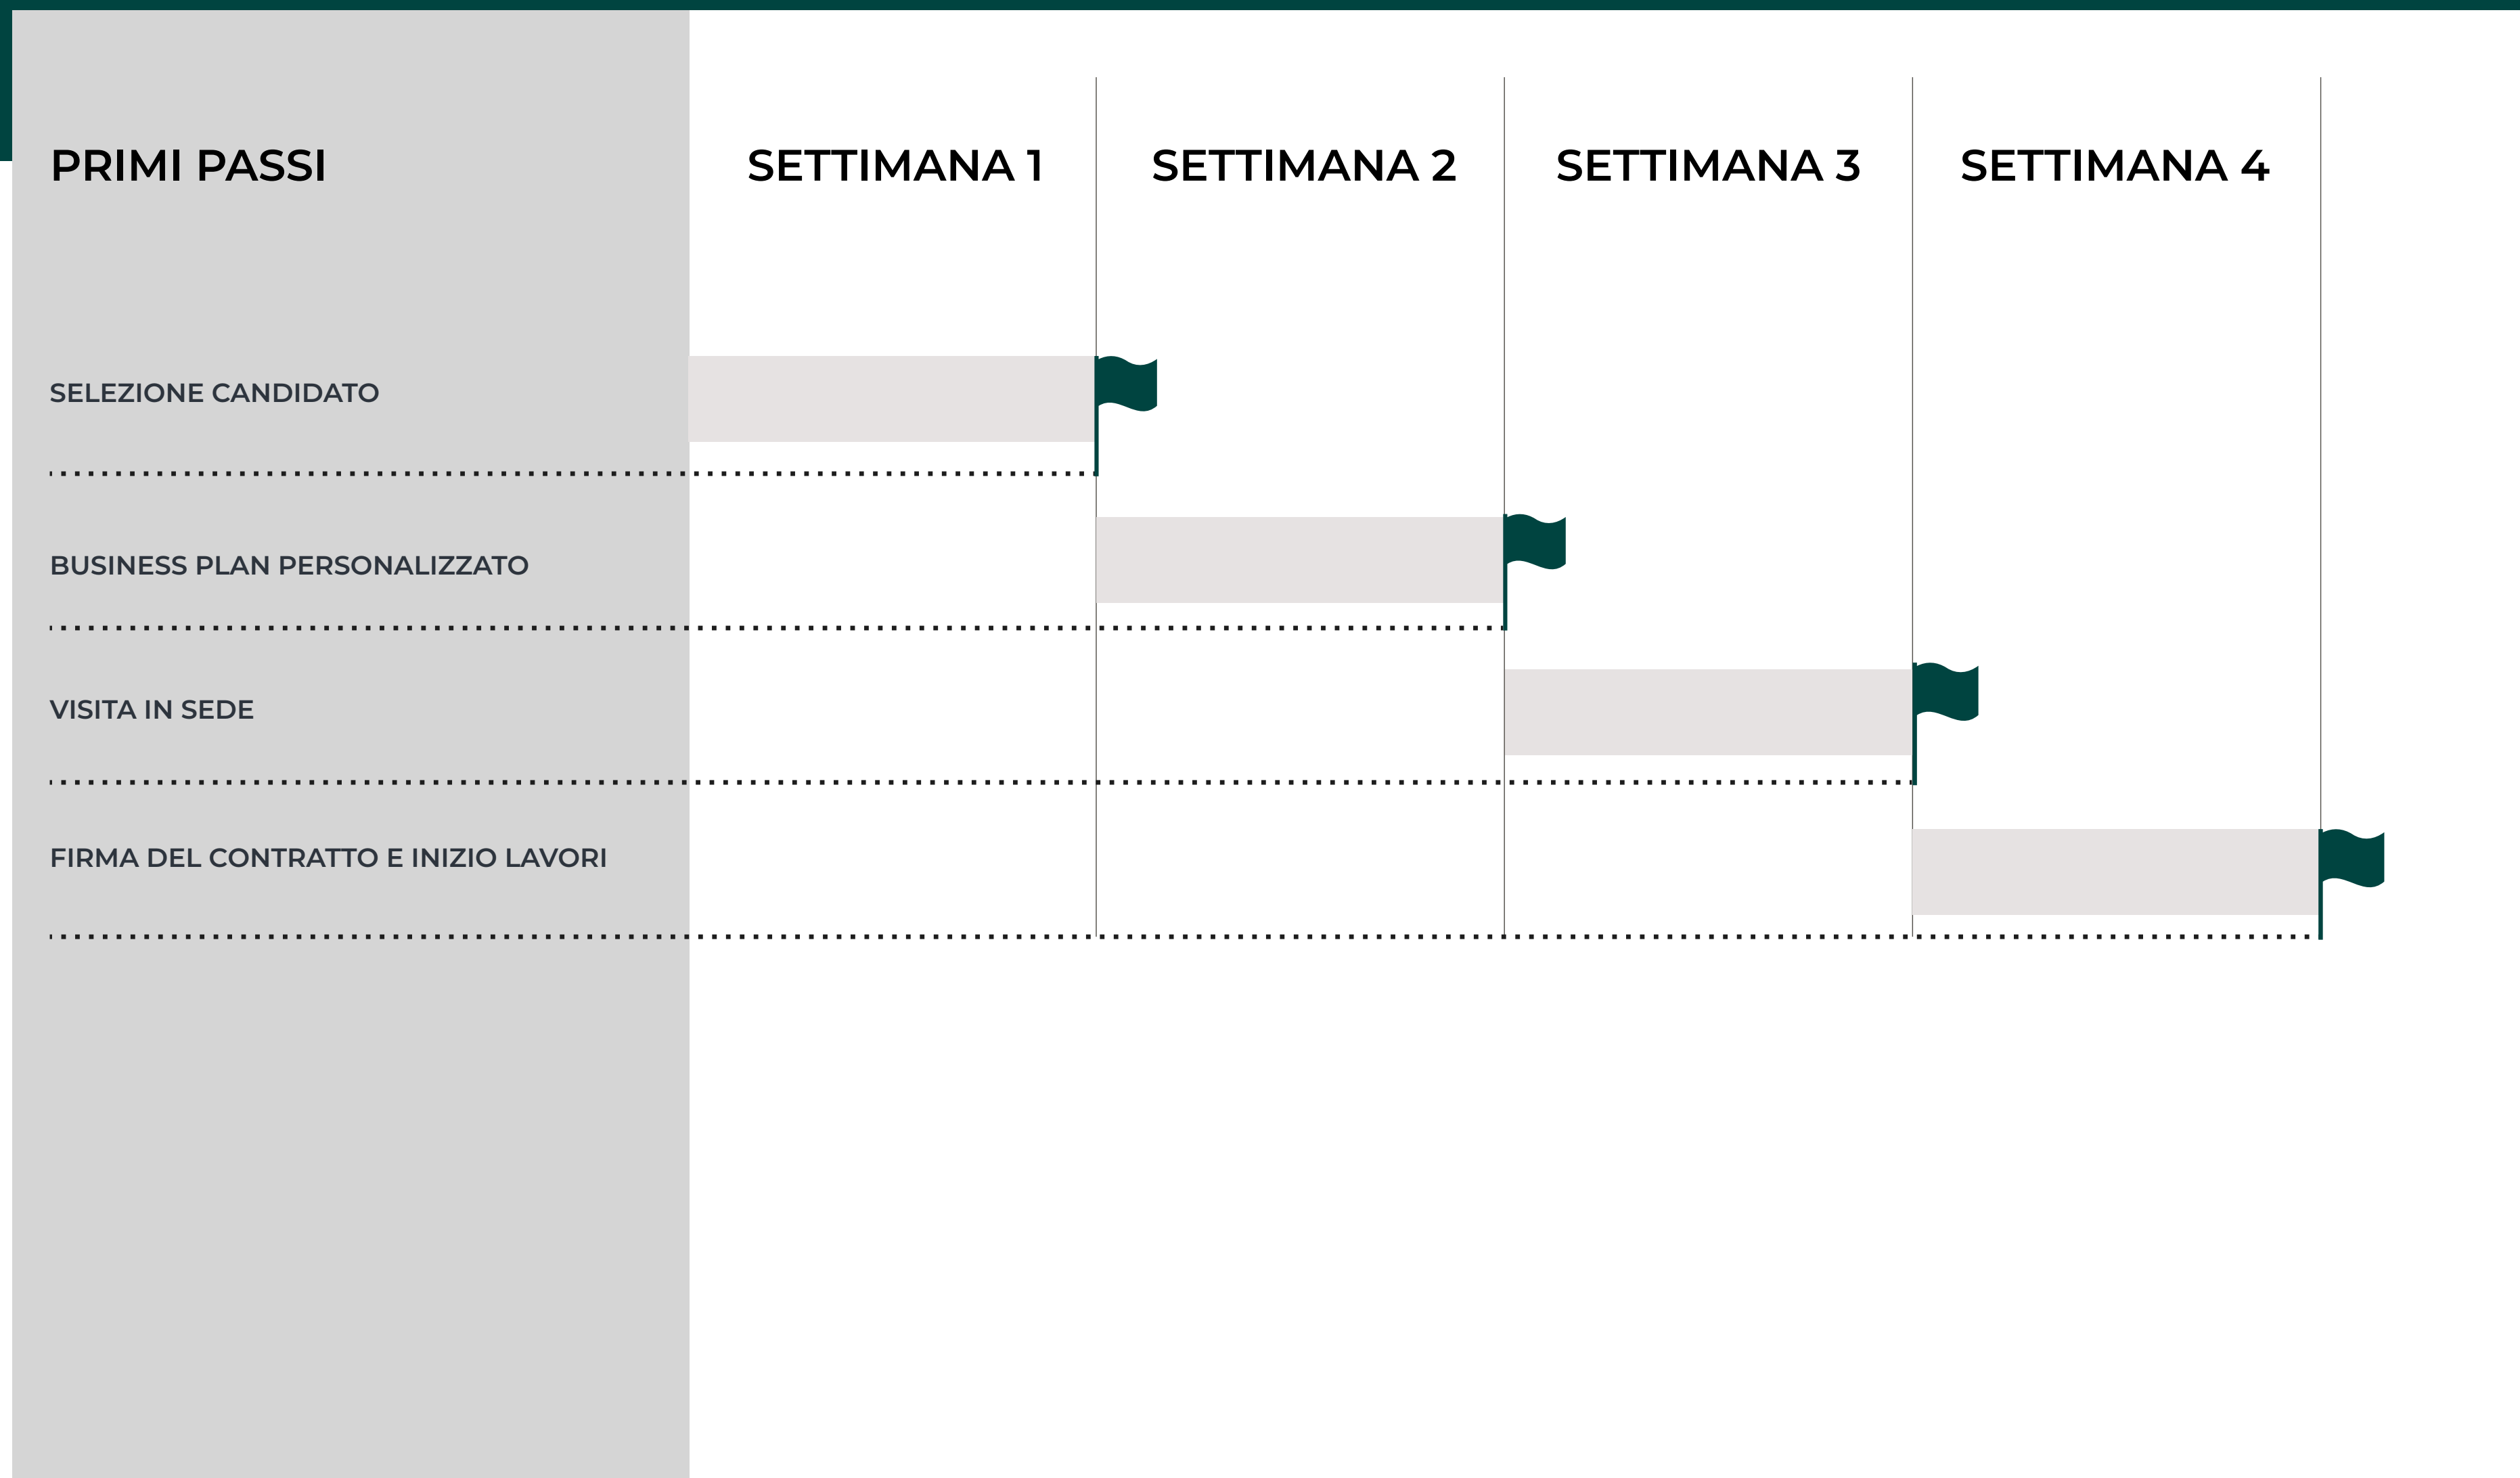 PRIMI PASSI
SETTIMANA 1
SETTIMANA 2
SETTIMANA 3
SETTIMANA 4
SELEZIONE CANDIDATO
BUSINESS PLAN PERSONALIZZATO
VISITA IN SEDE
FIRMA DEL CONTRATTO E INIZIO LAVORI